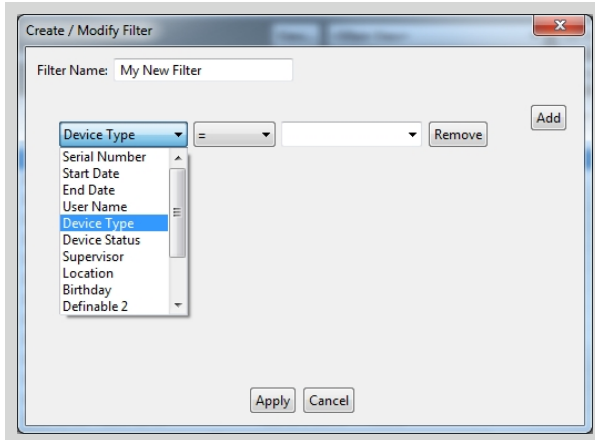 Create / Modify Filter
Filter Name: My New Filter
Add
Device Type = Remove
Serial Number
Start Date
End Date
User Name
Device Type
Device Status
Supervisor
Location
Birthday
Definable 2
Apply Cancel